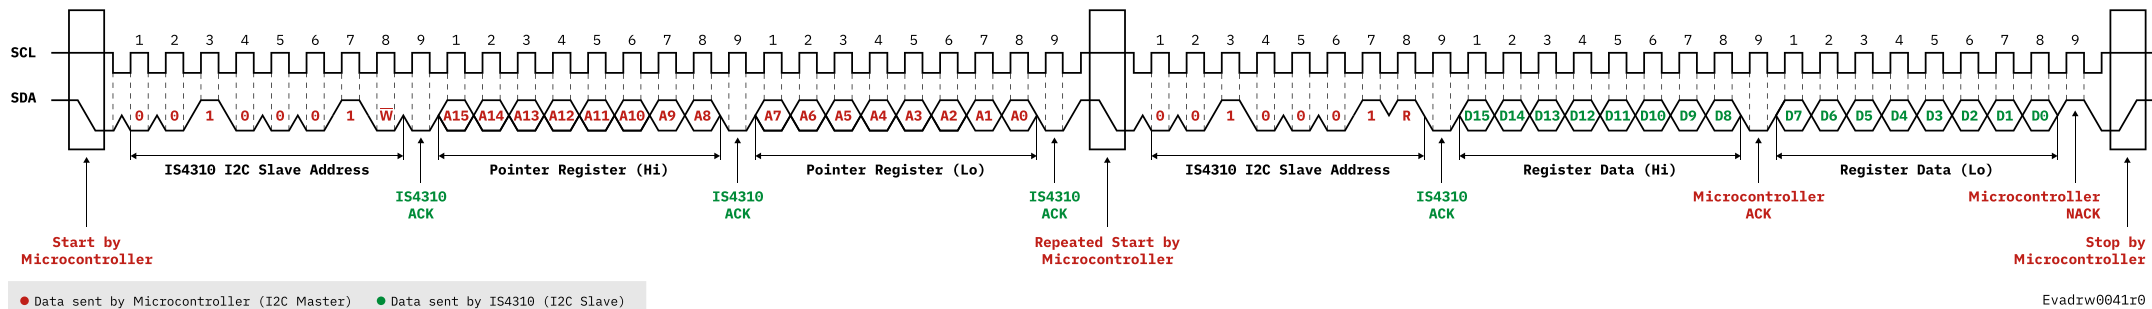 1 2 3 4 5 6 7 8 9 1 2 3 4 5 6 7 8 9 1 2 3 4 5 6 7 8 9 1 2 3 4 5 6 7 8 9 1 2 3 4 5 6 7 8 9 1 2 3 4 5 6 7 8 9
SCL
SDA
0 0 1 0 0 0 1 W̅ A15 A14 A13 A12 A11 A10 A9 A8 A7 A6 A5 A4 A3 A2 A1 A0 0 0 1 0 0 0 1 R D15 D14 D13 D12 D11 D10 D9 D8 D7 D6 D5 D4 D3 D2 D1 D0
IS4310 I2C Slave Address
Pointer Register (Hi)
Pointer Register (Lo)
IS4310 I2C Slave Address
Register Data (Hi)
Register Data (Lo)
IS4310
ACK
IS4310
ACK
IS4310
ACK
IS4310
ACK
Microcontroller
ACK
Microcontroller
NACK
Start by
Microcontroller
Repeated Start by
Microcontroller
Stop by
Microcontroller
Data sent by Microcontroller (I2C Master)
Data sent by IS4310 (I2C Slave)
Evadrw0041r0